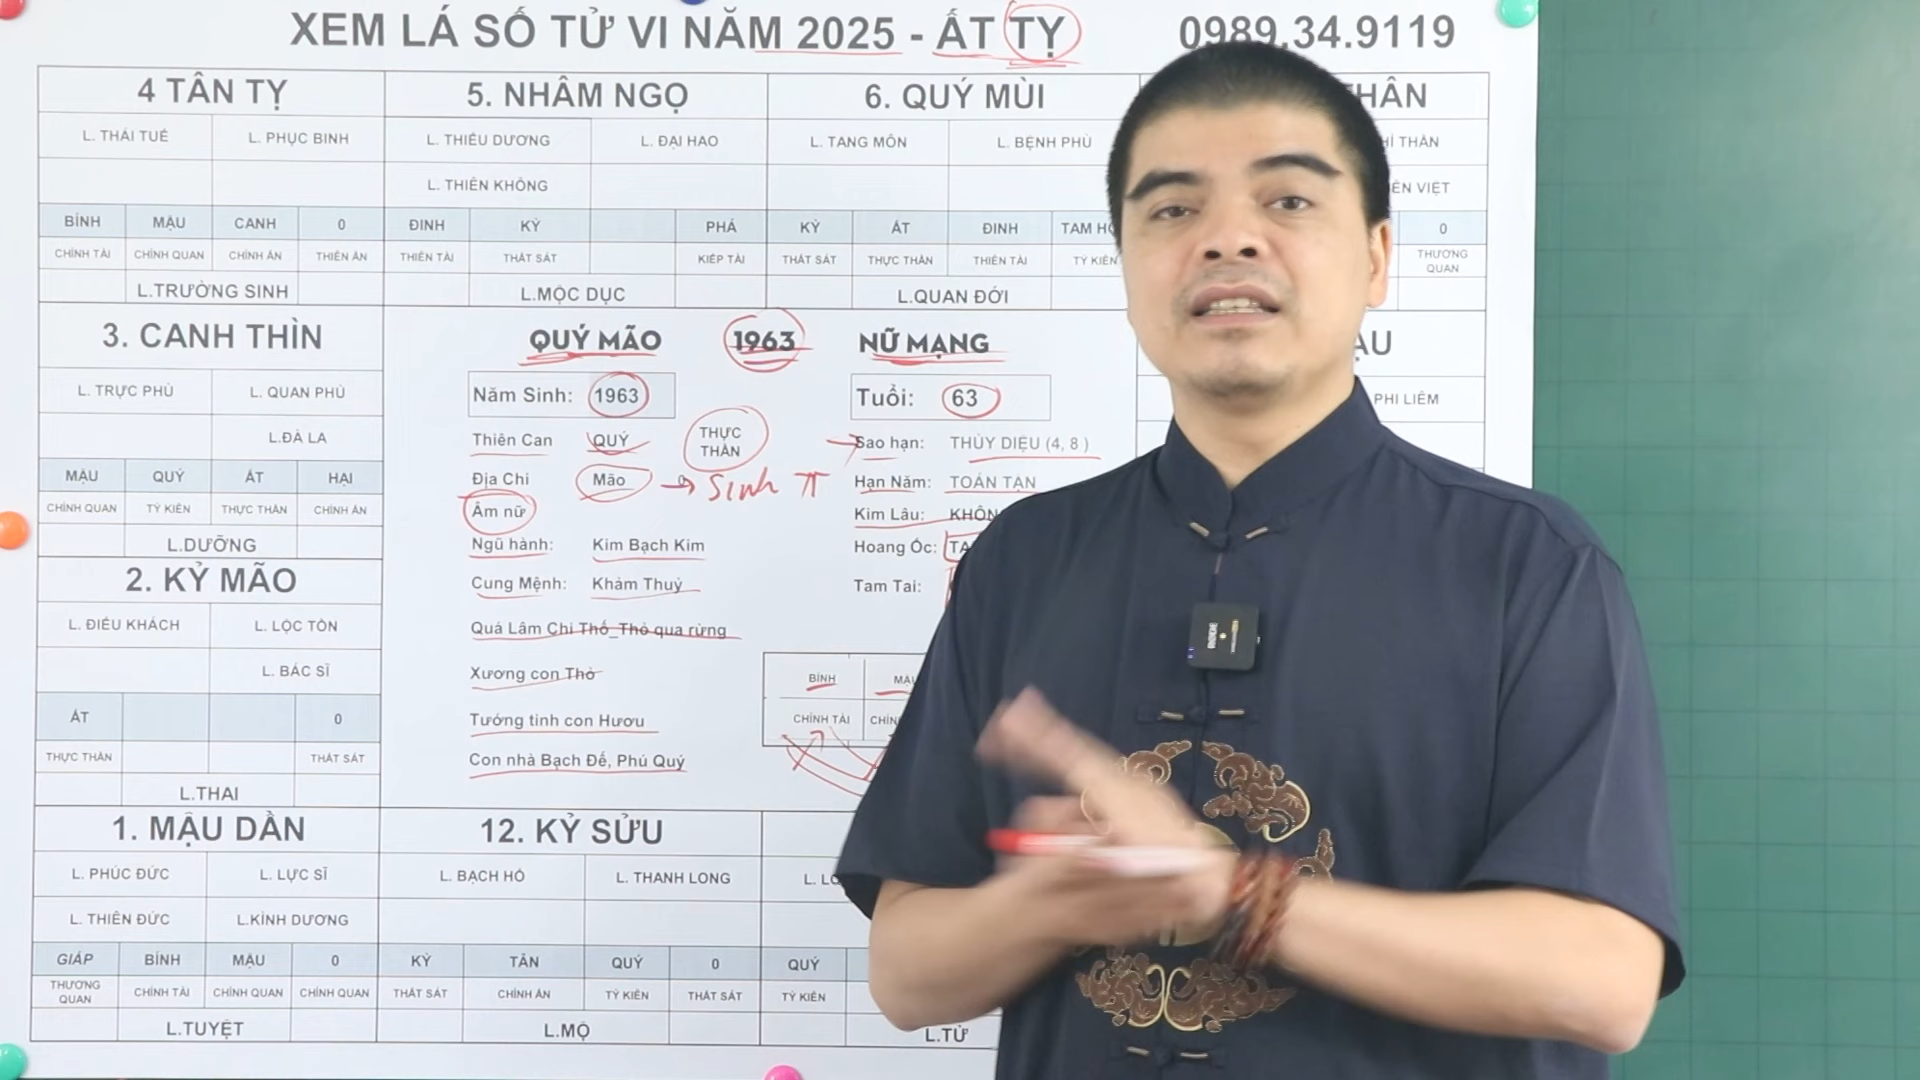 XEM LÁ SỐ TỬ VI NĂM 2025 - ẤT TỴ
0989.34.9119
4 TÂN TỴ
5. NHÂM NGỌ
6. QUÝ MÙI
THÂN
L. THÁI TUẾ
L. PHỤC BINH
L. THIẾU DƯƠNG
L. ĐẠI HAO
L. TANG MÔN
L. BỆNH PHÙ
L. THIÊN KHÔNG
BÍNH MẬU CANH 0
ĐINH KỶ PHÁ
KỶ ẤT ĐINH TAM
0
CHÍNH TÀI CHÍNH QUAN CHÍNH ẤN THIÊN ẤN
THIÊN TÀI THẤT SÁT KIẾP TÀI
THẤT SÁT THỰC THẦN THIÊN TÀI TỶ KIÊN
THƯƠNG QUAN
L.TRƯỜNG SINH
L.MỘC DỤC
L.QUAN ĐỚI
3. CANH THÌN
L. TRỰC PHÙ
L. QUAN PHÙ
L.ĐÀ LA
MẬU QUÝ ẤT HẠI
CHÍNH QUAN TỶ KIÊN THỰC THẦN CHÍNH ẤN
L.DƯỠNG
QUÝ MÃO
1963
NỮ MẠNG
Năm Sinh: 1963
Tuổi: 63
Thiên Can QUÝ
THỰC THẦN
Sao hạn: THỦY DIỆU (4, 8 )
Địa Chi Mão
Sinh
Hạn Năm: TOÁN TẬN
Âm nữ
Kim Lâu: KHÔN
Ngũ hành: Kim Bạch Kim
Hoang Ốc: TA
Cung Mệnh: Khảm Thuỷ
Tam Tai:
Quá Lâm Chi Thố_Thỏ qua rừng
Xương con Thỏ
Tướng tinh con Hươu
Con nhà Bạch Đế, Phú Quý
BÍNH
CHÍNH TÀI
PHI LIÊM
2. KỶ MÃO
L. ĐIẾU KHÁCH
L. LỘC TỒN
L. BÁC SĨ
ẤT 0
THỰC THẦN THẤT SÁT
L.THAI
1. MẬU DẦN
12. KỶ SỬU
L. PHÚC ĐỨC
L. LỰC SĨ
L. BẠCH HỔ
L. THANH LONG
L. THIÊN ĐỨC
L.KÌNH DƯƠNG
GIÁP BÍNH MẬU 0
KỶ TÂN QUÝ 0
QUÝ
THƯƠNG QUAN CHÍNH TÀI CHÍNH QUAN CHÍNH QUAN
THẤT SÁT CHÍNH ẤN TỶ KIÊN THẤT SÁT
TỶ KIÊN
L.TUYỆT
L.MỘ
L.TỬ